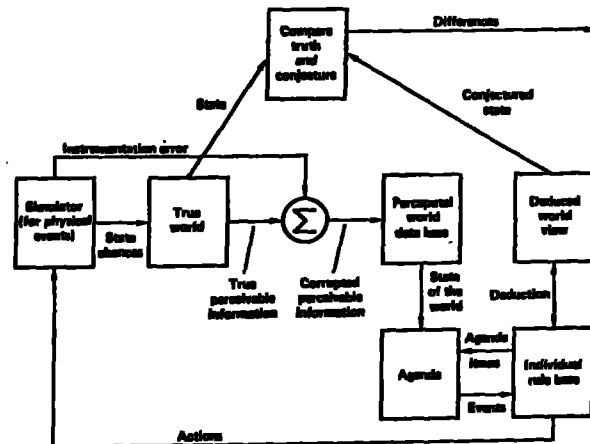 Compare
truth
and
conjecture
Differences
State
Conjectured
state
Instrumentation error
Simulator
(for physical
events)
State
changes
True
world
Σ
Perceptual
world
data base
Deduced
world
view
True
perceivable
information
Corrupted
perceivable
information
State
of the
world
Deduction
Agenda
Agenda
items
Events
Individual
rule base
Actions